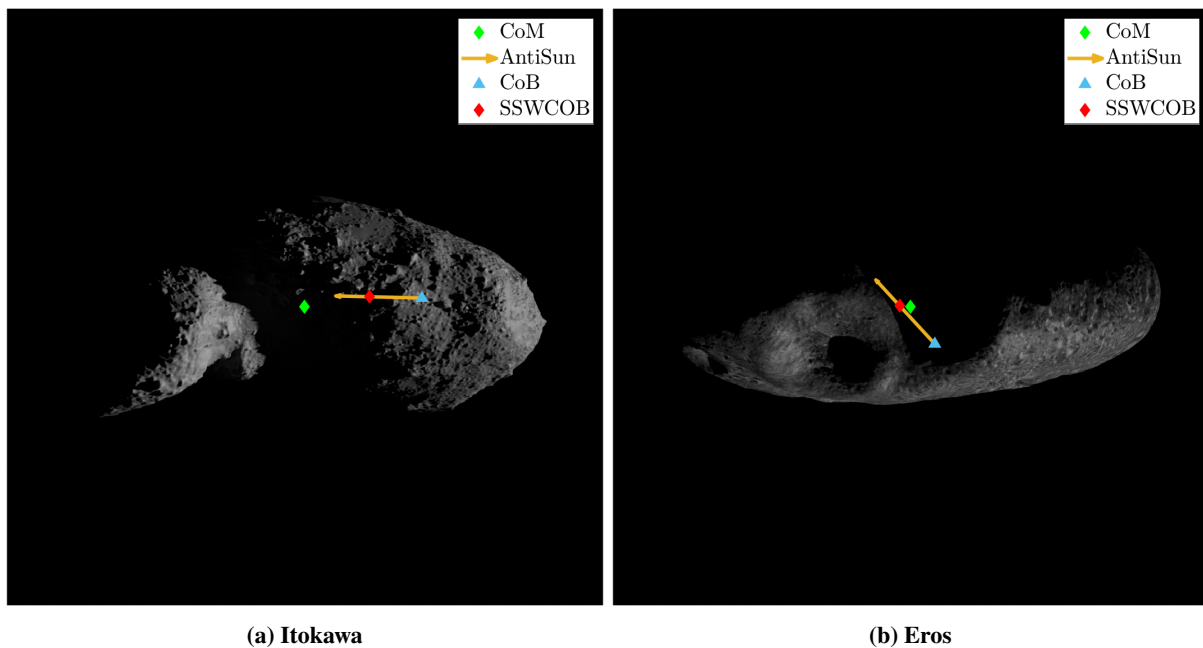 CoM
AntiSun
CoB
SSWCOB
CoM
AntiSun
CoB
SSWCOB
(a) Itokawa
(b) Eros